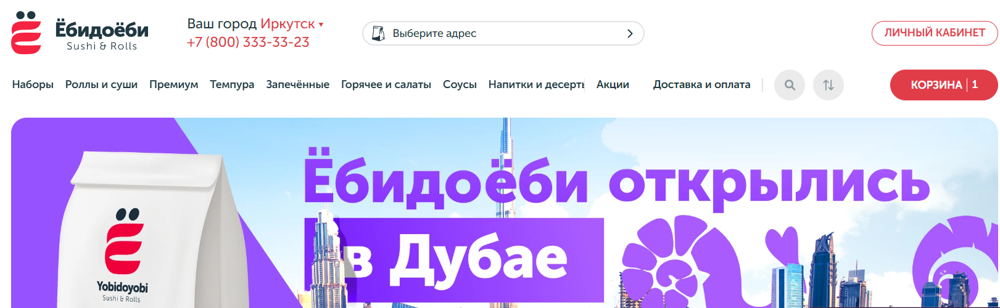 Ёбидоёби
Sushi & Rolls
Ваш город Иркутск
+7 (800) 333-33-23
Выберите адрес
ЛИЧНЫЙ КАБИНЕТ
Наборы Роллы и суши Премиум Темпура Запечённые Горячее и салаты Соусы Напитки и десерты Акции Доставка и оплата
КОРЗИНА 1
Ёбидоёби открылись
в Дубае
Yobidoyobi
Sushi & Rolls